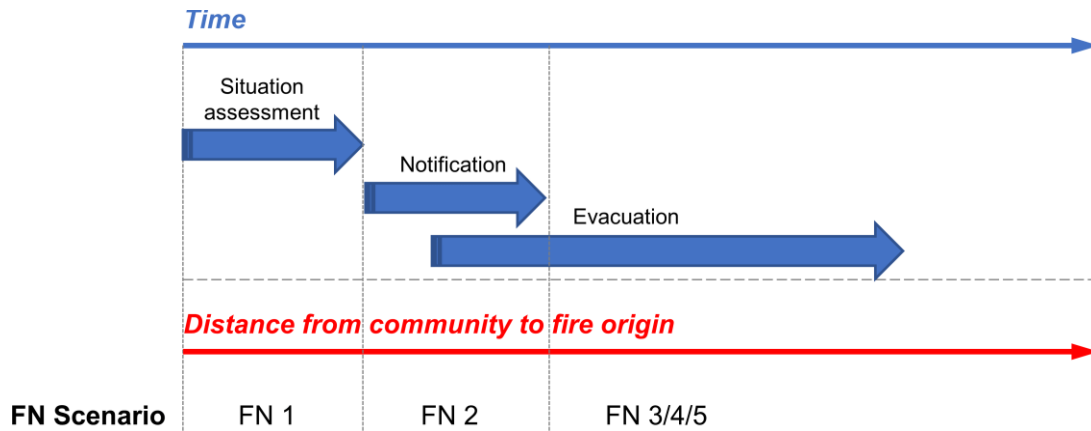 Time
Situation
assessment
Notification
Evacuation
Distance from community to fire origin
FN Scenario FN 1 FN 2 FN 3/4/5